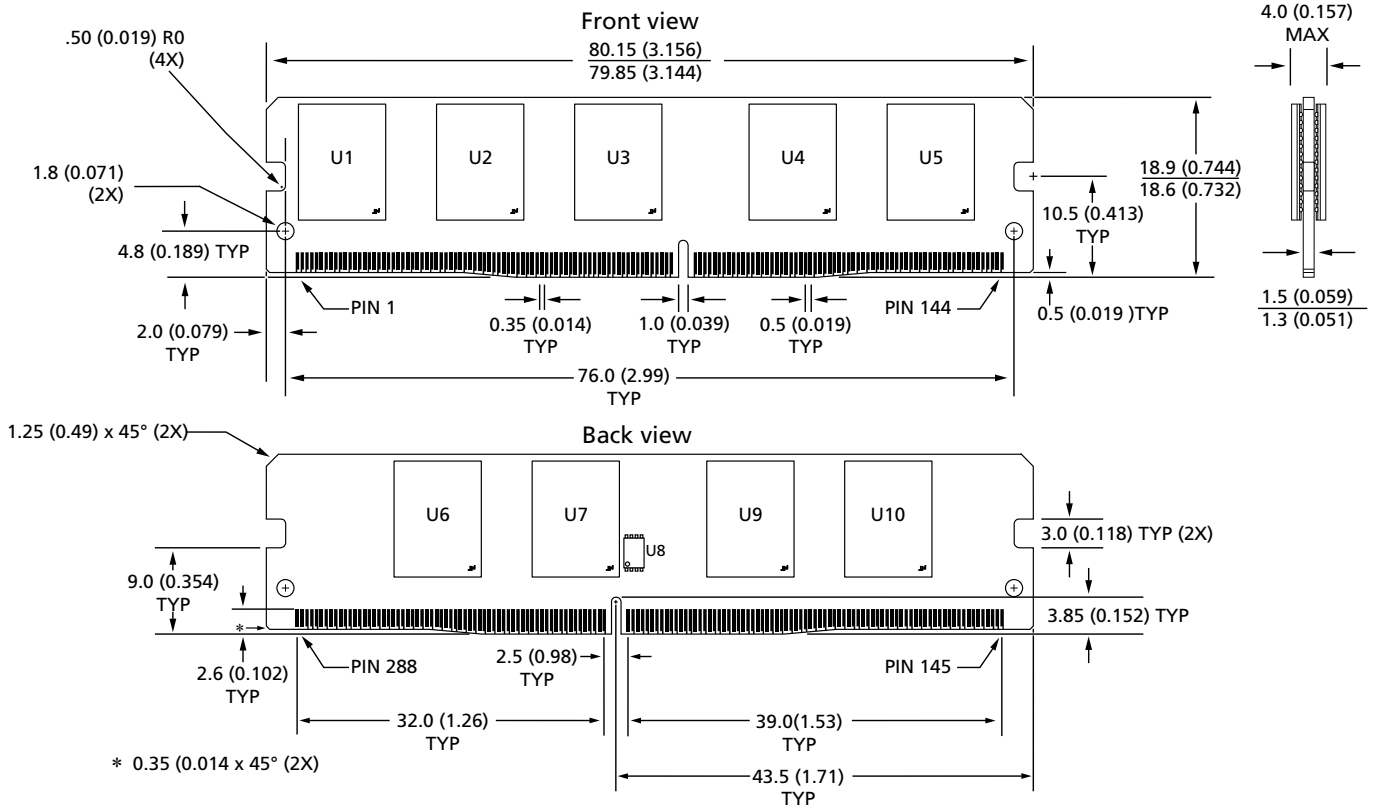 Front view
.50 (0.019) R0
(4X)
80.15 (3.156)
79.85 (3.144)
4.0 (0.157)
MAX
U1
U2
U3
U4
U5
1.8 (0.071)
(2X)
18.9 (0.744)
18.6 (0.732)
10.5 (0.413)
TYP
4.8 (0.189) TYP
PIN 1
PIN 144
0.5 (0.019 )TYP
1.5 (0.059)
1.3 (0.051)
2.0 (0.079)
TYP
0.35 (0.014)
TYP
1.0 (0.039)
TYP
0.5 (0.019)
TYP
76.0 (2.99)
TYP
1.25 (0.49) x 45° (2X)
Back view
U6
U7
U9
U10
U8
3.0 (0.118) TYP (2X)
9.0 (0.354)
TYP
3.85 (0.152) TYP
*
2.6 (0.102)
TYP
PIN 288
2.5 (0.98)
TYP
PIN 145
32.0 (1.26)
TYP
39.0(1.53)
TYP
* 0.35 (0.014 x 45° (2X)
43.5 (1.71)
TYP